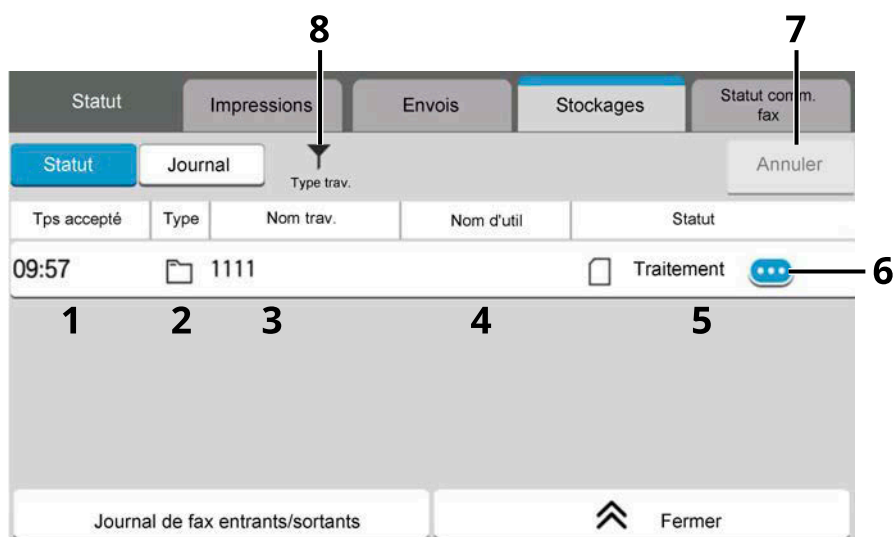 8
7
Statut Impressions Envois Stockages Statut comm. fax
Statut Journal Type trav. Annuler
Tps accepté Type Nom trav. Nom d'util Statut
09:57 1111 Traitement 6
1 2 3 4 5
Journal de fax entrants/sortants Fermer